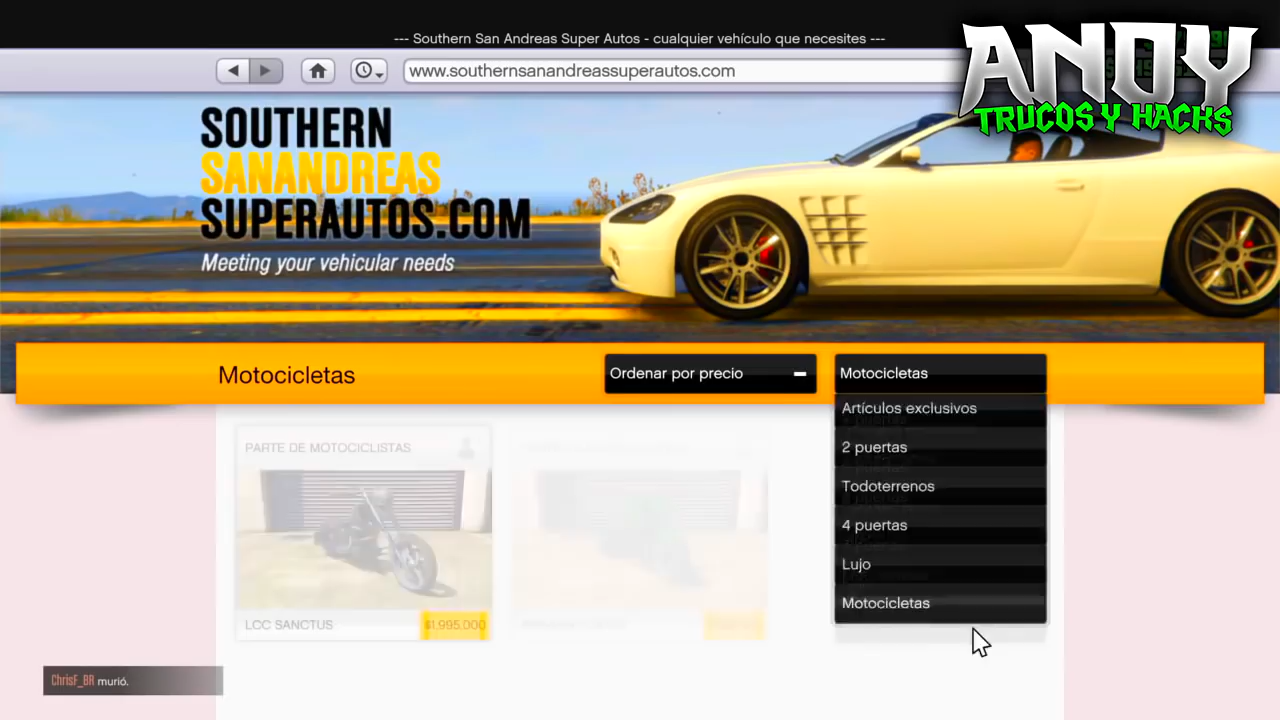 --- Southern San Andreas Super Autos - cualquier vehículo que necesites ---
www.southernsanandreassuperautos.com
ANDY
TRUCOS Y HACKS
SOUTHERN
SANANDREAS
SUPERAUTOS.COM
Meeting your vehicular needs
Motocicletas
Ordenar por precio
Motocicletas
Artículos exclusivos
2 puertas
Todoterrenos
4 puertas
Lujo
Motocicletas
PARTE DE MOTOCICLISTAS
LCC SANCTUS
$1,995,000
ChrisF_BR murió.